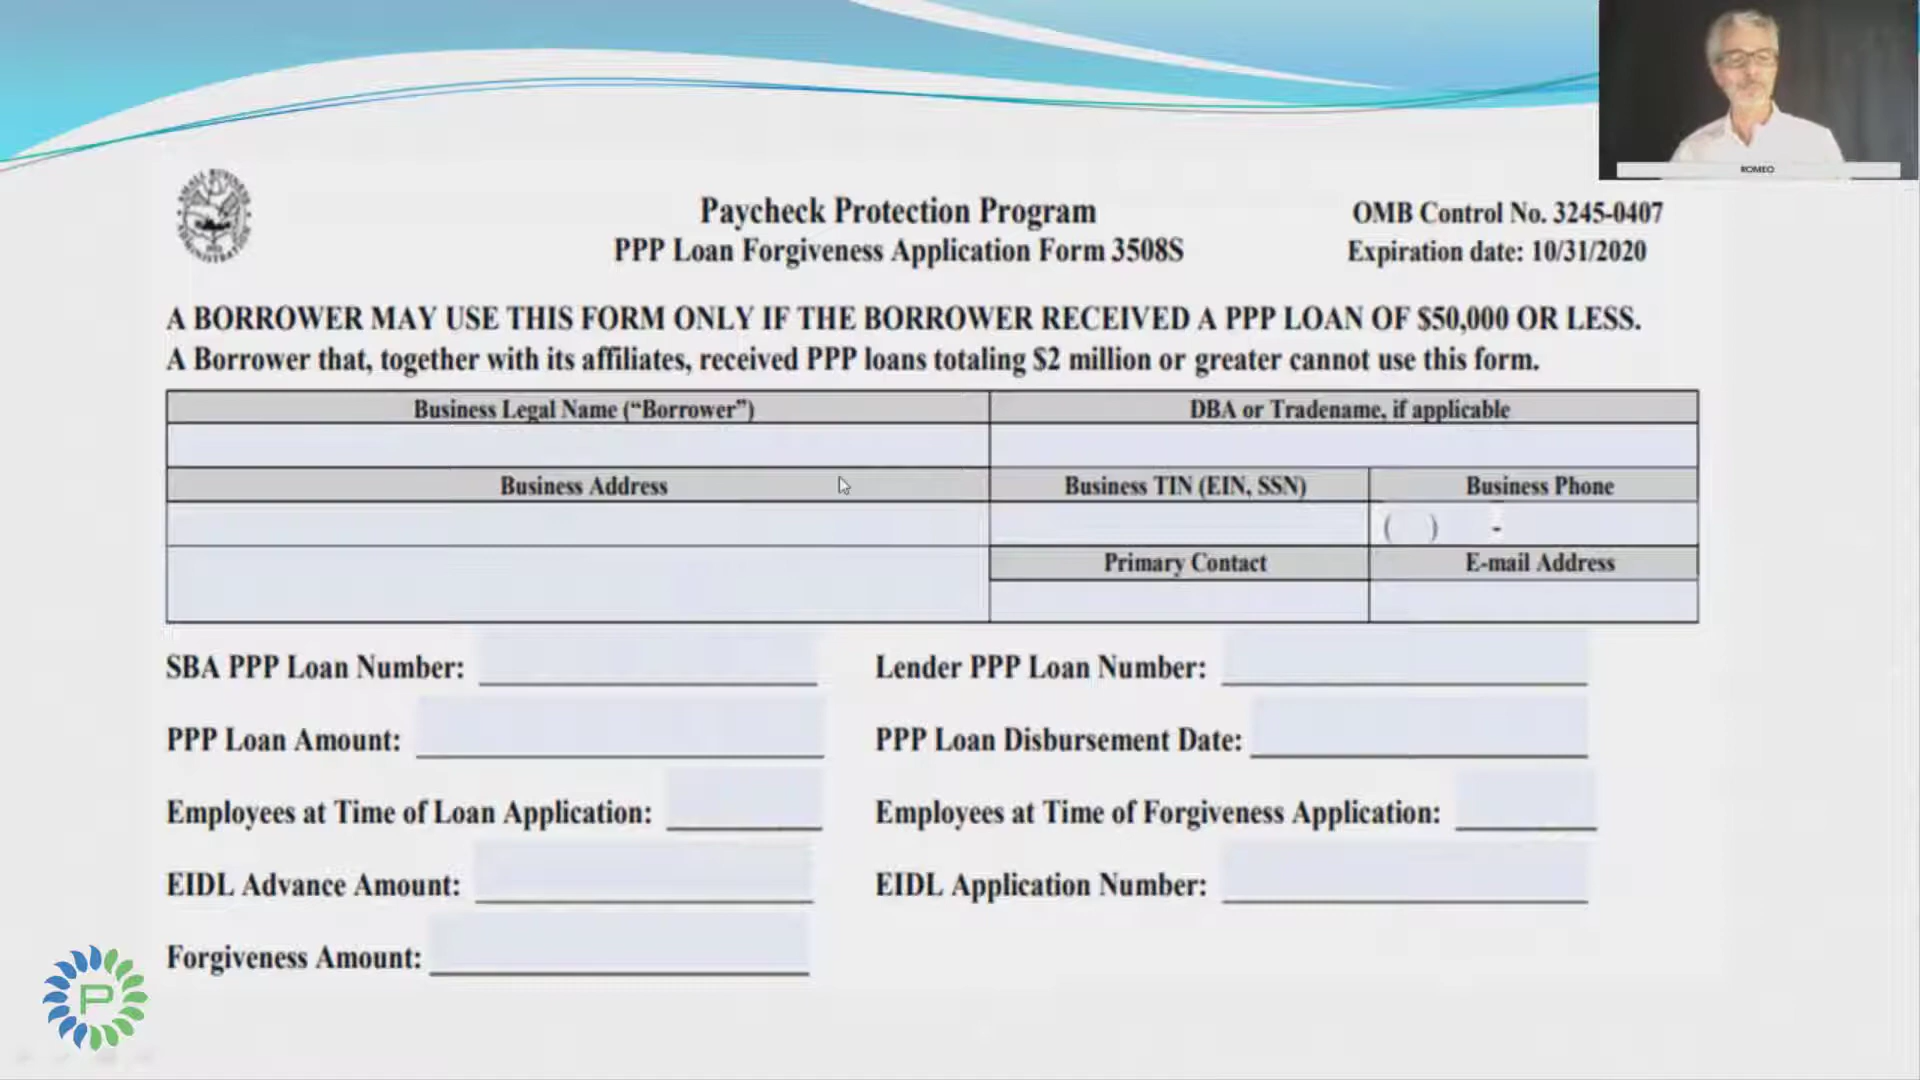 ROMEO
Paycheck Protection Program
OMB Control No. 3245-0407
PPP Loan Forgiveness Application Form 3508S
Expiration date: 10/31/2020
A BORROWER MAY USE THIS FORM ONLY IF THE BORROWER RECEIVED A PPP LOAN OF $50,000 OR LESS.
A Borrower that, together with its affiliates, received PPP loans totaling $2 million or greater cannot use this form.
Business Legal Name (“Borrower”)
DBA or Tradename, if applicable
Business Address
Business TIN (EIN, SSN)
Business Phone
( ) -
Primary Contact
E-mail Address
SBA PPP Loan Number:
Lender PPP Loan Number:
PPP Loan Amount:
PPP Loan Disbursement Date:
Employees at Time of Loan Application:
Employees at Time of Forgiveness Application:
EIDL Advance Amount:
EIDL Application Number:
Forgiveness Amount:
P